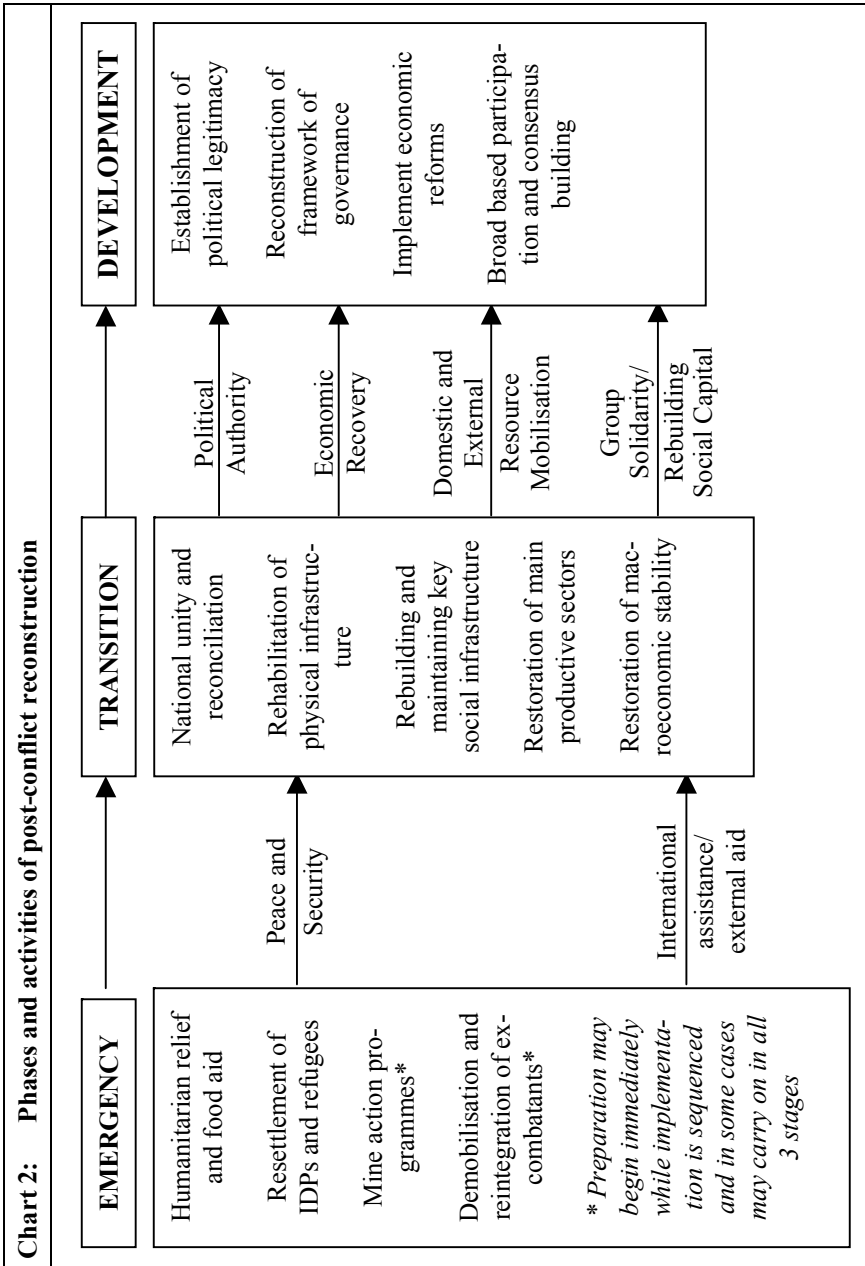 Chart 2: Phases and activities of post-conflict reconstruction
EMERGENCY
TRANSITION
DEVELOPMENT
Humanitarian relief
and food aid
Resettlement of
IDPs and refugees
Mine action pro-
grammes*
Demobilisation and
reintegration of ex-
combatants*
* Preparation may
begin immediately
while implementa-
tion is sequenced
and in some cases
may carry on in all
3 stages
Peace and
Security
International
assistance/
external aid
National unity and
reconciliation
Rehabilitation of
physical infrastruc-
ture
Rebuilding and
maintaining key
social infrastructure
Restoration of main
productive sectors
Restoration of mac-
roeconomic stability
Political
Authority
Economic
Recovery
Domestic and
External
Resource
Mobilisation
Group
Solidarity/
Rebuilding
Social Capital
Establishment of
political legitimacy
Reconstruction of
framework of
governance
Implement economic
reforms
Broad based participa-
tion and consensus
building